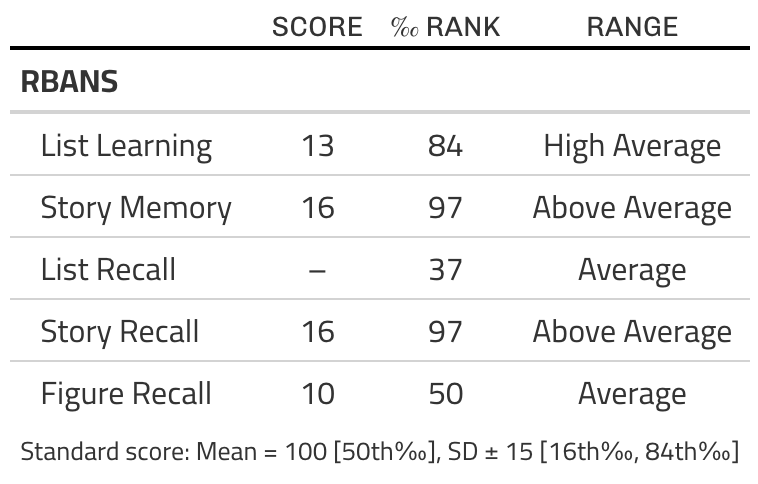 SCORE ‰ RANK RANGE
RBANS
List Learning 13 84 High Average
Story Memory 16 97 Above Average
List Recall – 37 Average
Story Recall 16 97 Above Average
Figure Recall 10 50 Average
Standard score: Mean = 100 [50th‰], SD ± 15 [16th‰, 84th‰]